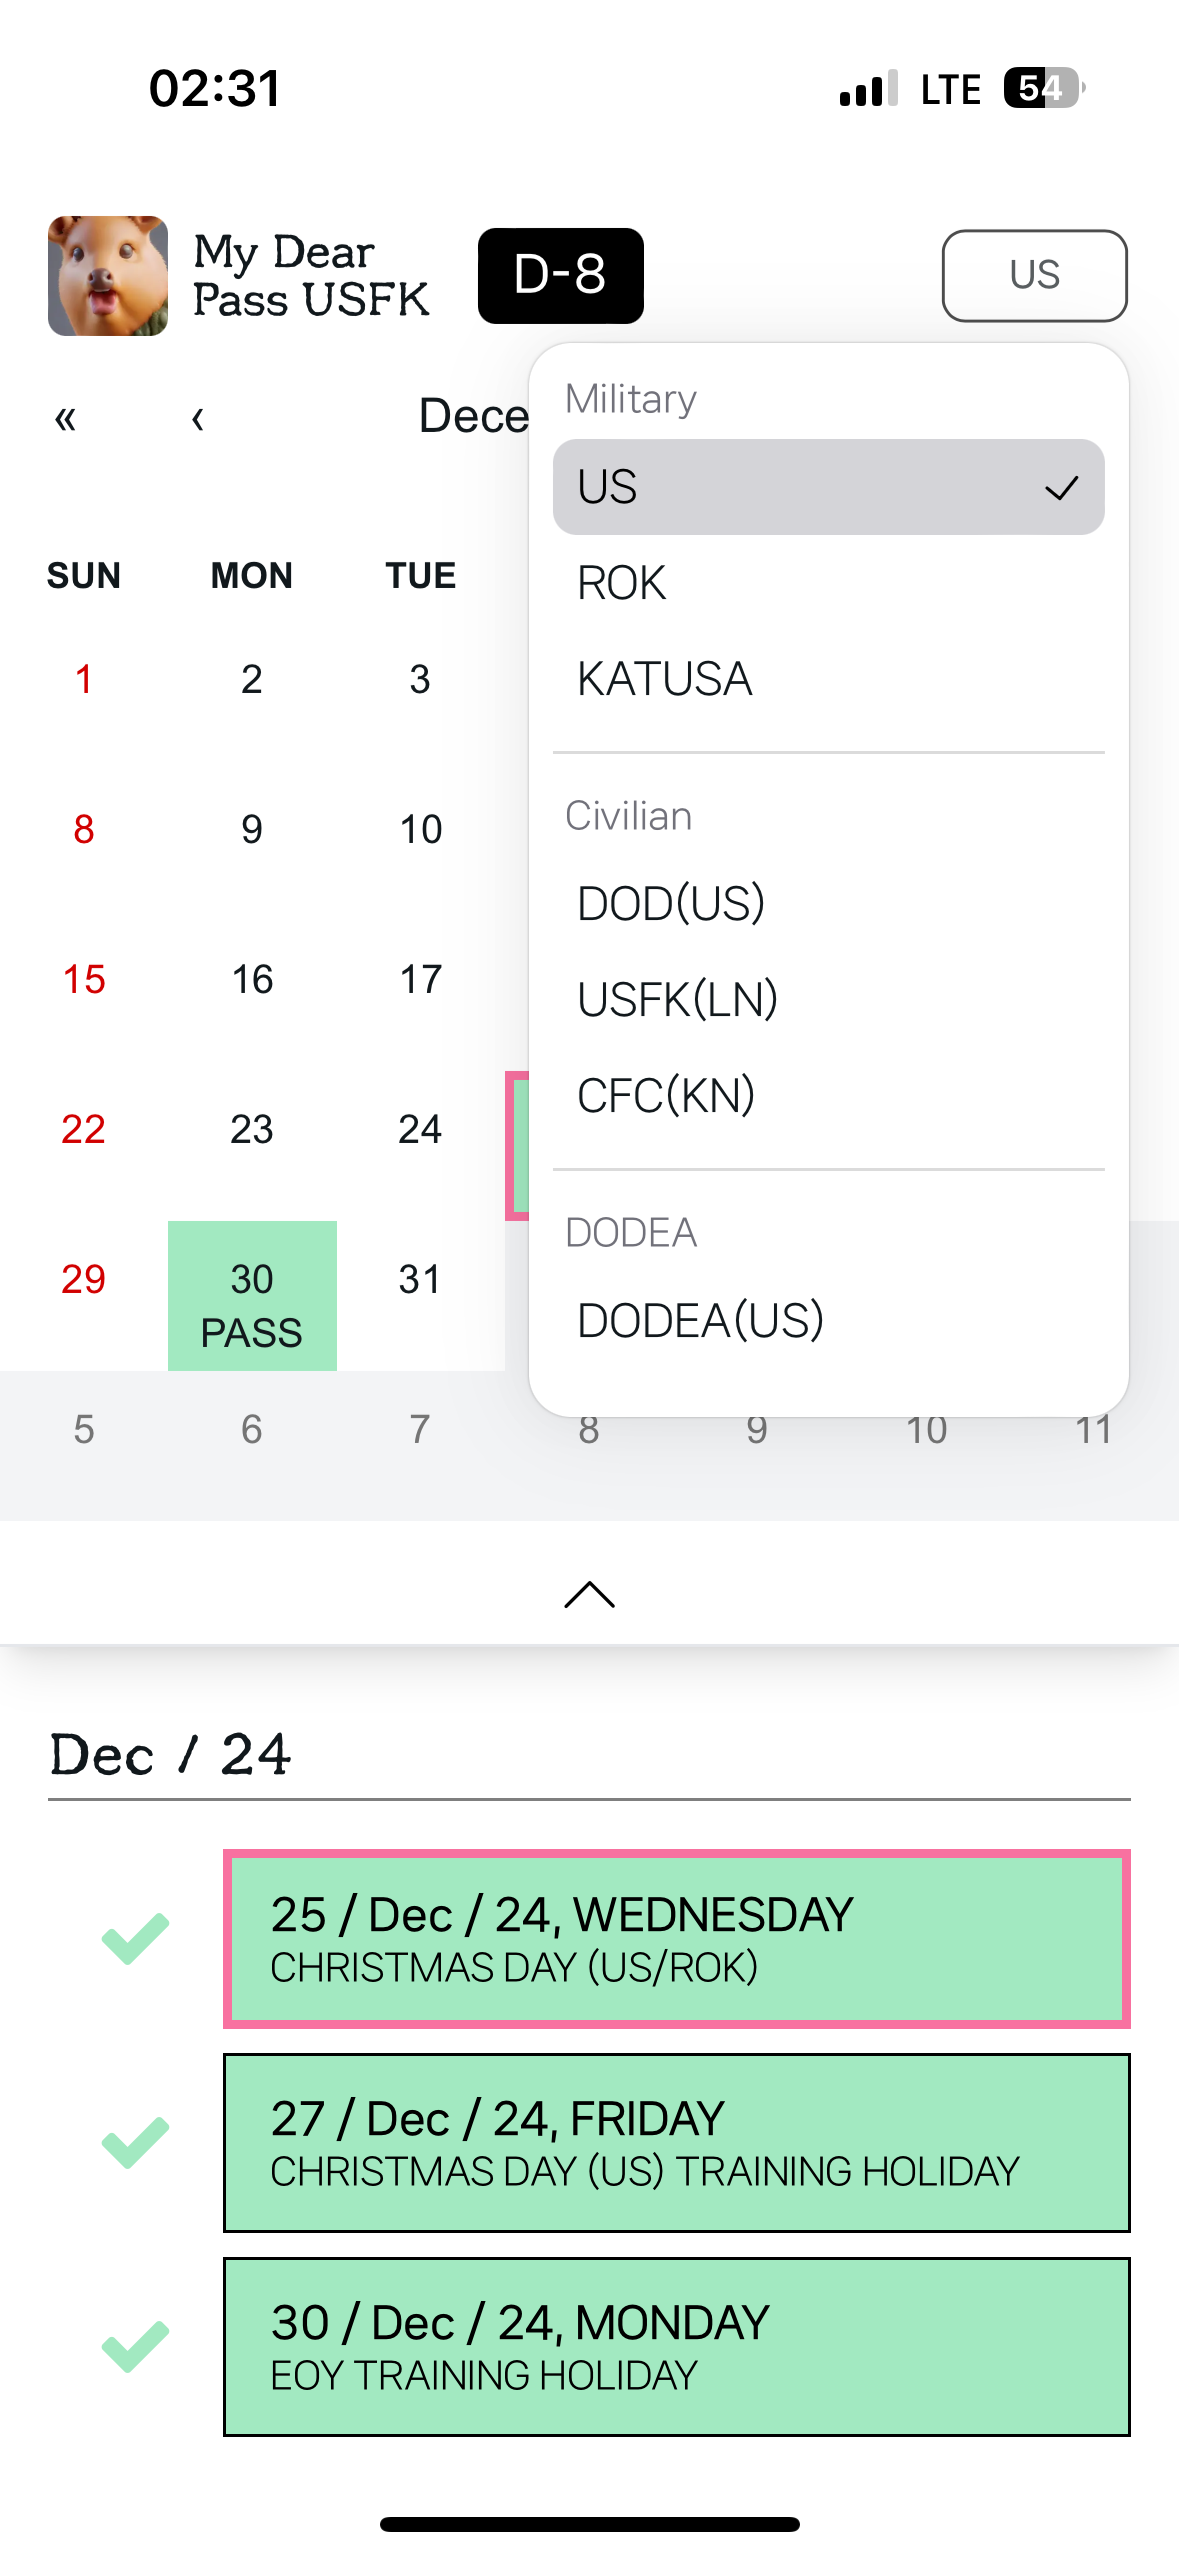 02:31
LTE 54
My Dear
Pass USFK
D-8
US
« ‹ Dece
Military
US
ROK
KATUSA
Civilian
DOD(US)
USFK(LN)
CFC(KN)
DODEA
DODEA(US)
SUN MON TUE
1 2 3
8 9 10
15 16 17
22 23 24
29 30 31
PASS
5 6 7 8 9 10 11
Dec / 24
25 / Dec / 24, WEDNESDAY
CHRISTMAS DAY (US/ROK)
27 / Dec / 24, FRIDAY
CHRISTMAS DAY (US) TRAINING HOLIDAY
30 / Dec / 24, MONDAY
EOY TRAINING HOLIDAY